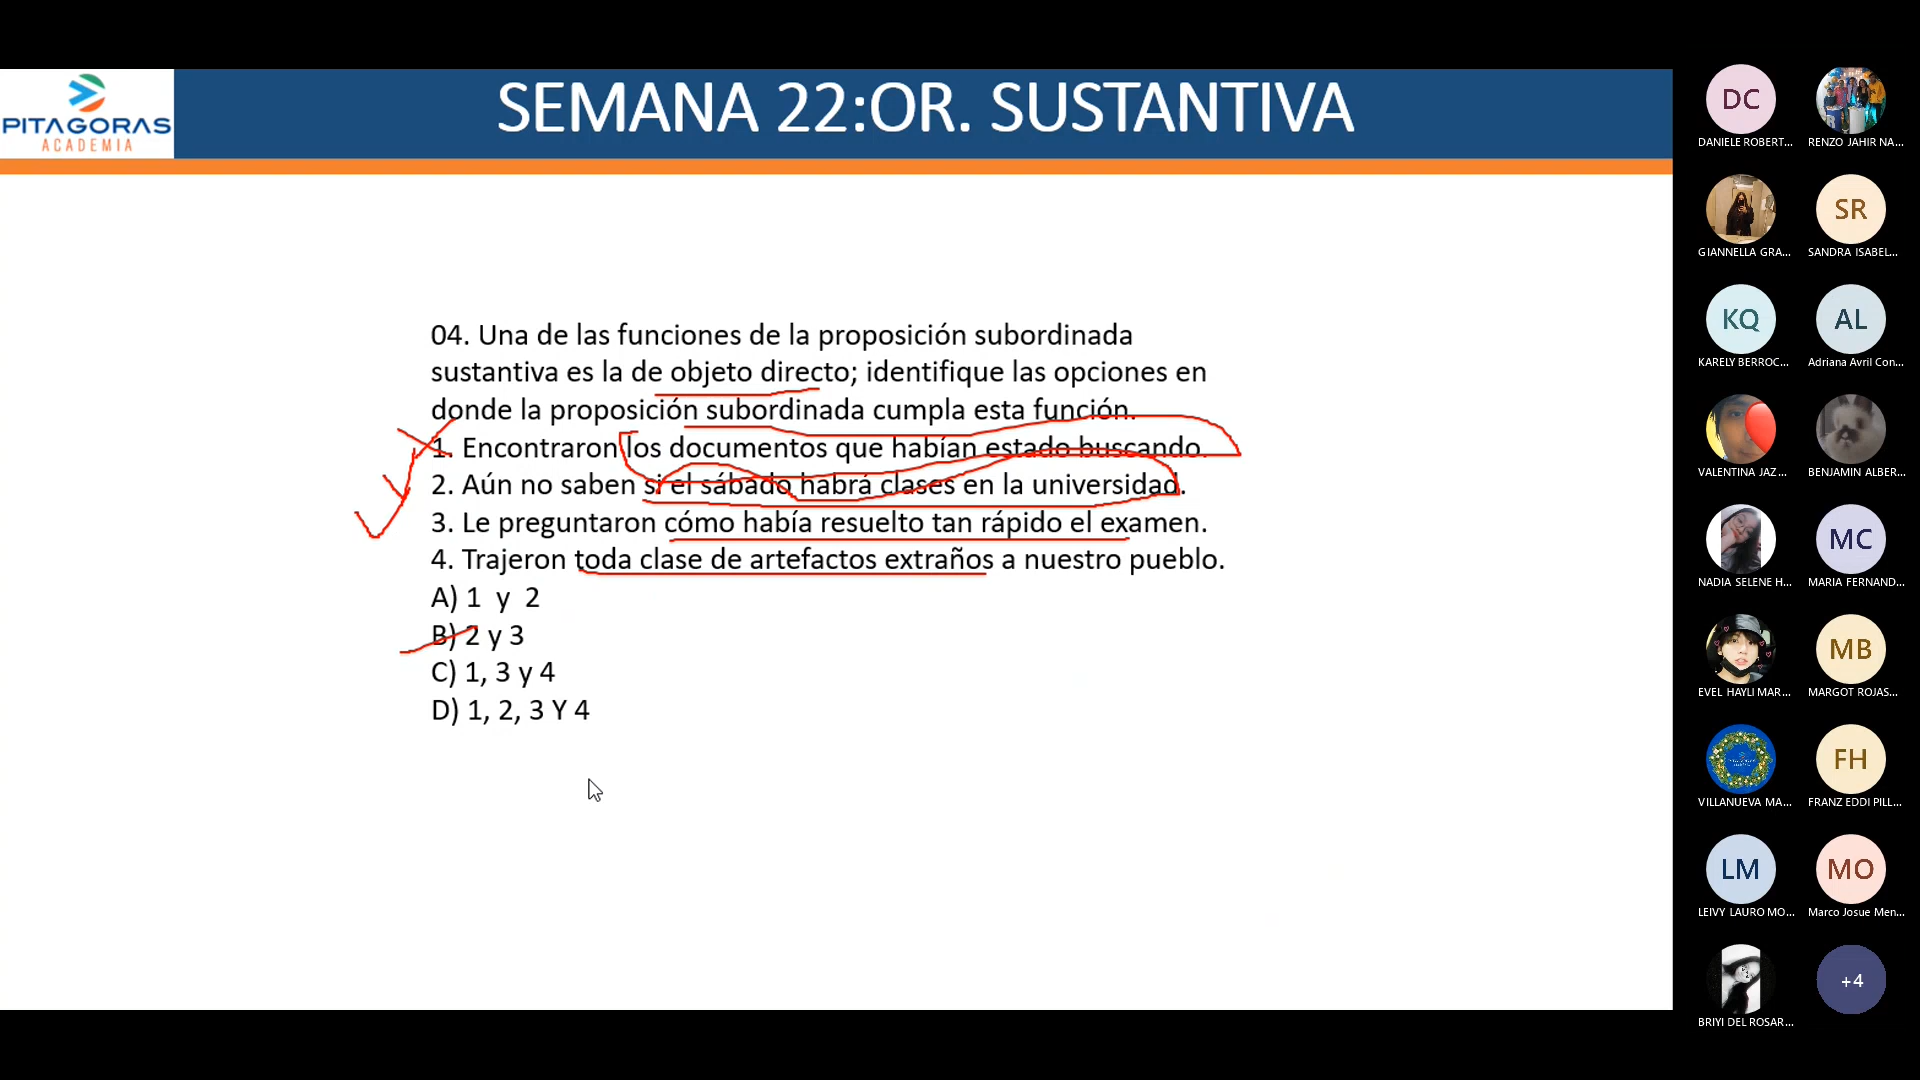 PITAGORAS
ACADEMIA
SEMANA 22:OR. SUSTANTIVA
04. Una de las funciones de la proposición subordinada
sustantiva es la de objeto directo; identifique las opciones en
donde la proposición subordinada cumpla esta función.
1. Encontraron los documentos que habían estado buscando.
2. Aún no saben si el sábado habrá clases en la universidad.
3. Le preguntaron cómo había resuelto tan rápido el examen.
4. Trajeron toda clase de artefactos extraños a nuestro pueblo.
A) 1 y 2
B) 2 y 3
C) 1, 3 y 4
D) 1, 2, 3 Y 4
DC
DANIELE ROBERT...
RENZO JAHIR NA...
GIANNELLA GRA...
SR
SANDRA ISABEL...
KQ
KARELY BERROC...
AL
Adriana Avril Con...
VALENTINA JAZ...
BENJAMIN ALBER...
NADIA SELENE H...
MC
MARIA FERNAND...
EVEL HAYLI MAR...
MB
MARGOT ROJAS...
VILLANUEVA MA...
FH
FRANZ EDDI PILL...
LM
LEIVY LAURO MO...
MO
Marco Josue Men...
BRIYI DEL ROSAR...
+4